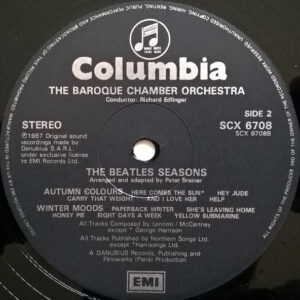 Columbia
THE BAROQUE CHAMBER ORCHESTRA
Conductor: Richard Edlinger
SIDE 2
STEREO
SCX 6708
SCX 6708B
℗1987 Original sound
recordings made by
Danubius S.A.R.L.
under exclusive license
to EMI Records Ltd.
THE BEATLES SEASONS
Arranged and adapted by Peter Breiner
AUTUMN COLOURS HERE COMES THE SUN* HEY JUDE
CARRY THAT WEIGHT AND I LOVE HER HELP
WINTER MOODS PAPERBACK WRITER SHE'S LEAVING HOME
HONEY PIE EIGHT DAYS A WEEK YELLOW SUBMARINE
All Tracks Composed by Lennon - McCartney
except * George Harrison
All Tracks Published by Northern Songs Ltd.
except *Harrisongs Ltd.
A DANUBIUS Records, Publishing and
Filmworks (Paris) Production
EMI